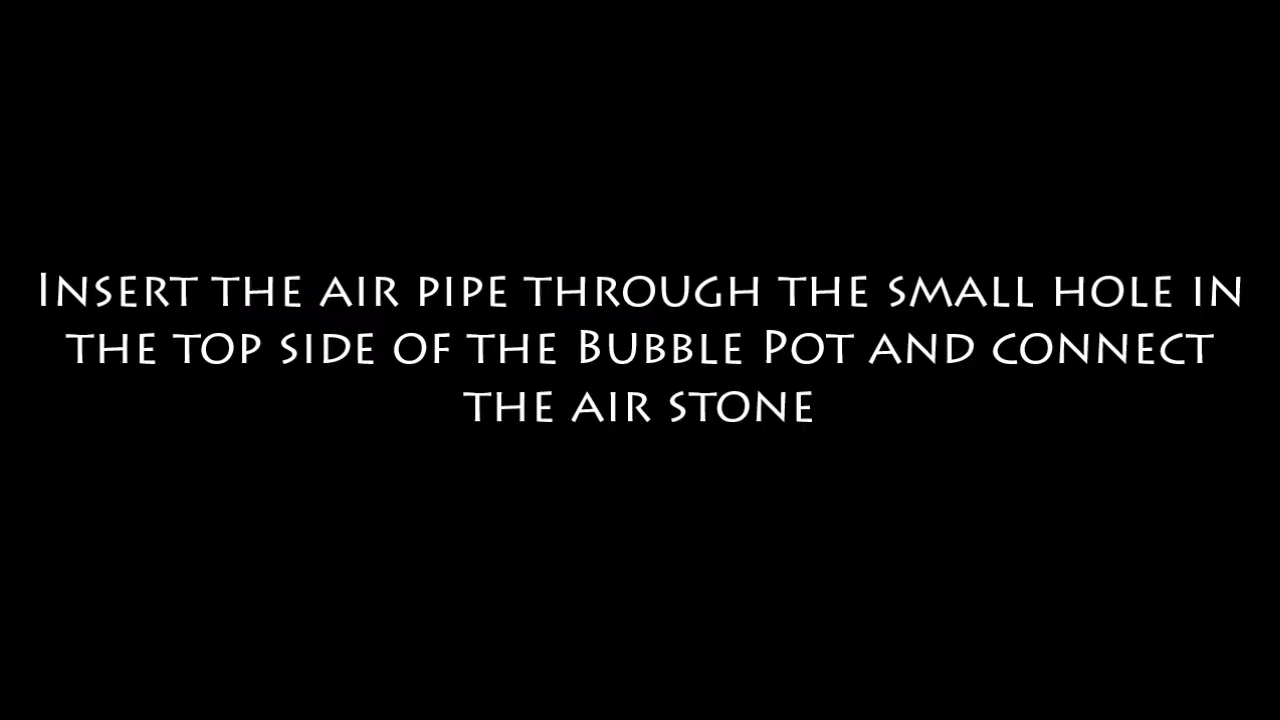 Insert the air pipe through the small hole in
the top side of the Bubble Pot and connect
the air stone